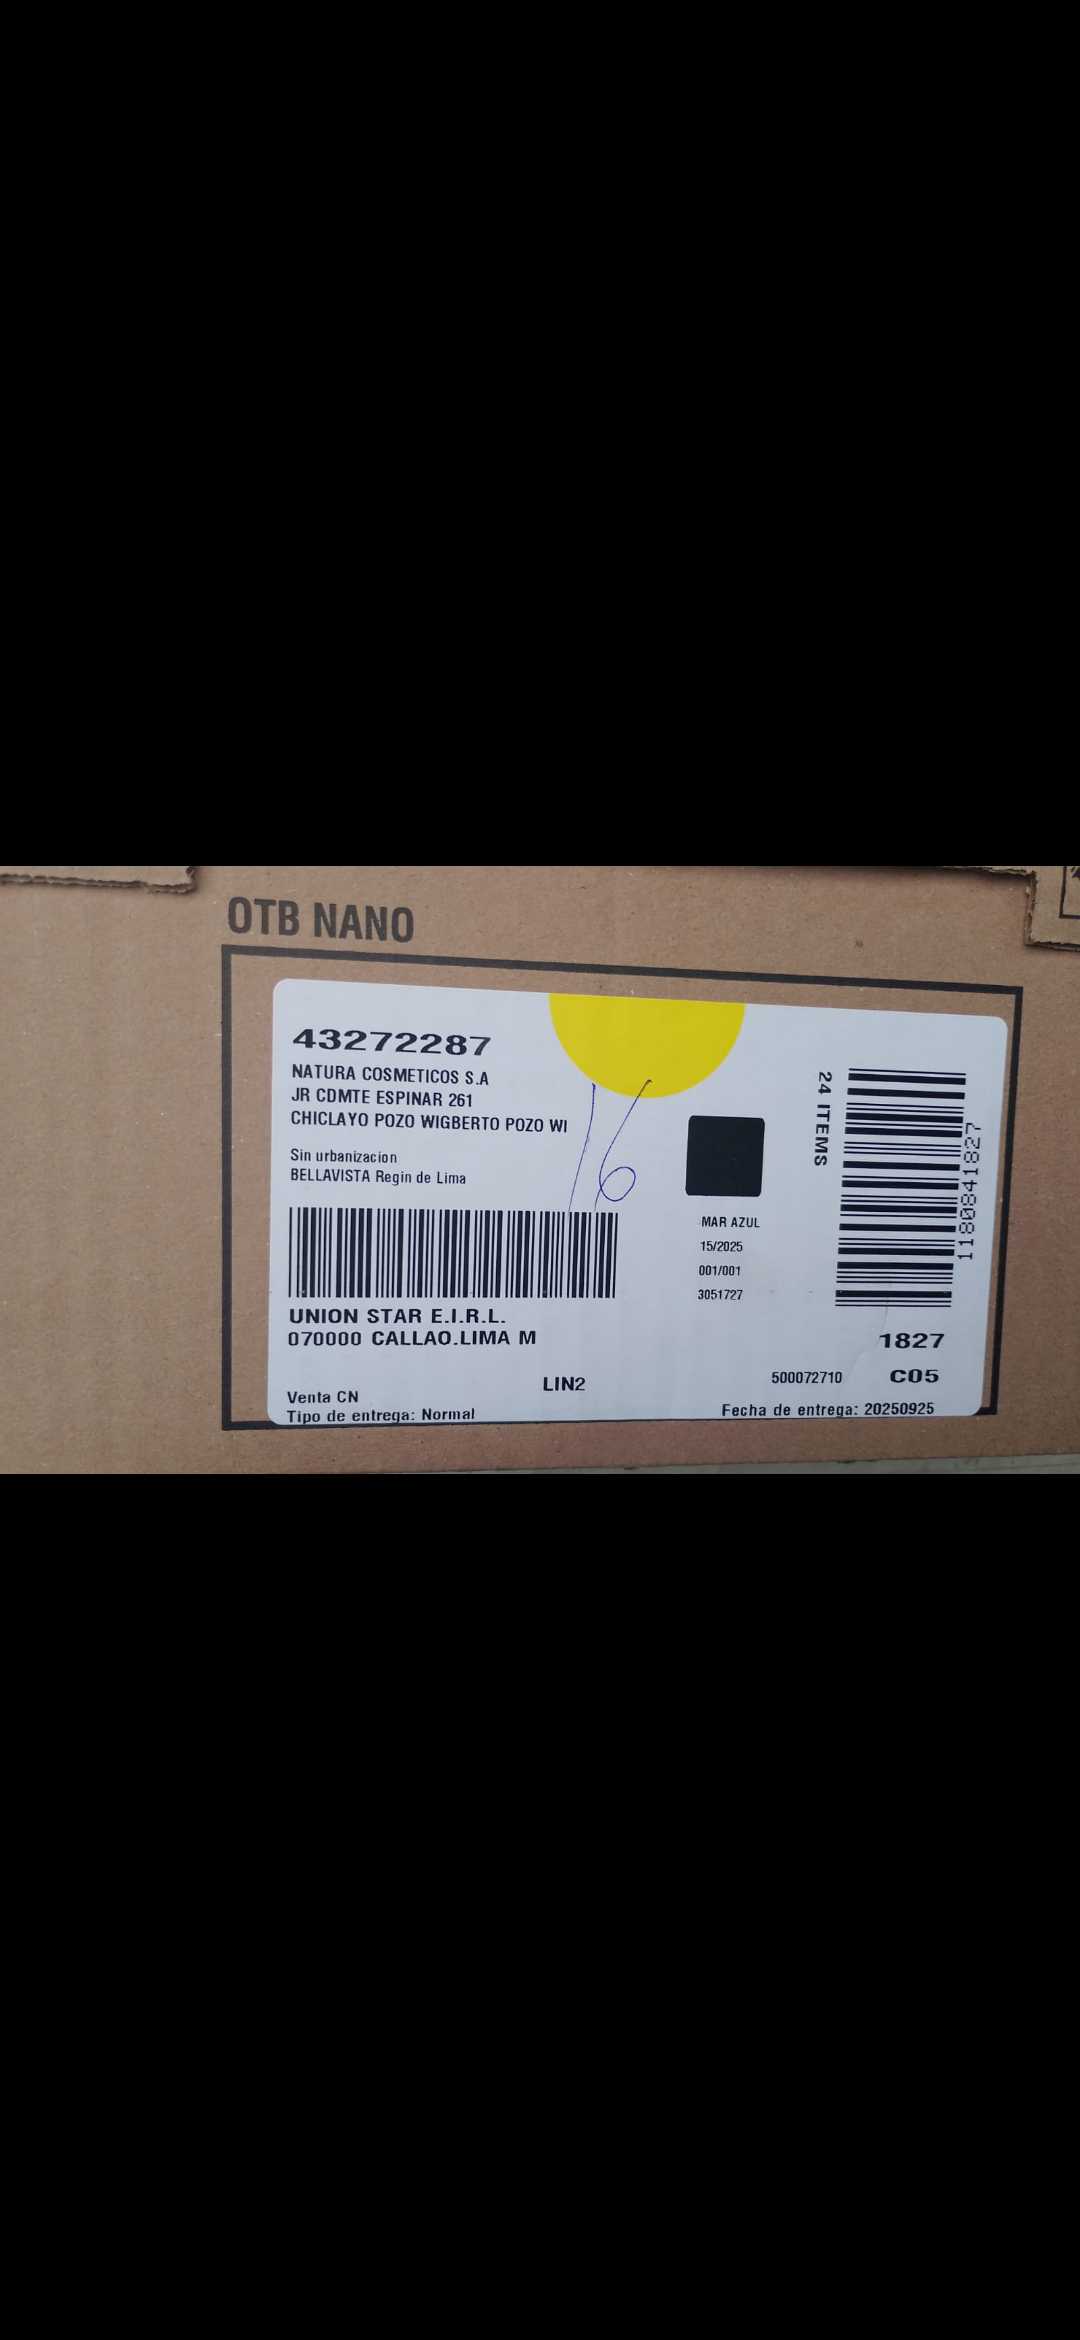 OTB NANO
43272287
NATURA COSMETICOS S.A
JR CDMTE ESPINAR 261
CHICLAYO POZO WIGBERTO POZO WI
Sin urbanizacion
BELLAVISTA Regin de Lima
16
UNION STAR E.I.R.L.
070000 CALLAO.LIMA M
Venta CN
Tipo de entrega: Normal
LIN2
MAR AZUL
15/2025
001/001
3051727
24 ITEMS
1180841827
1827
500072710 C05
Fecha de entrega: 20250925